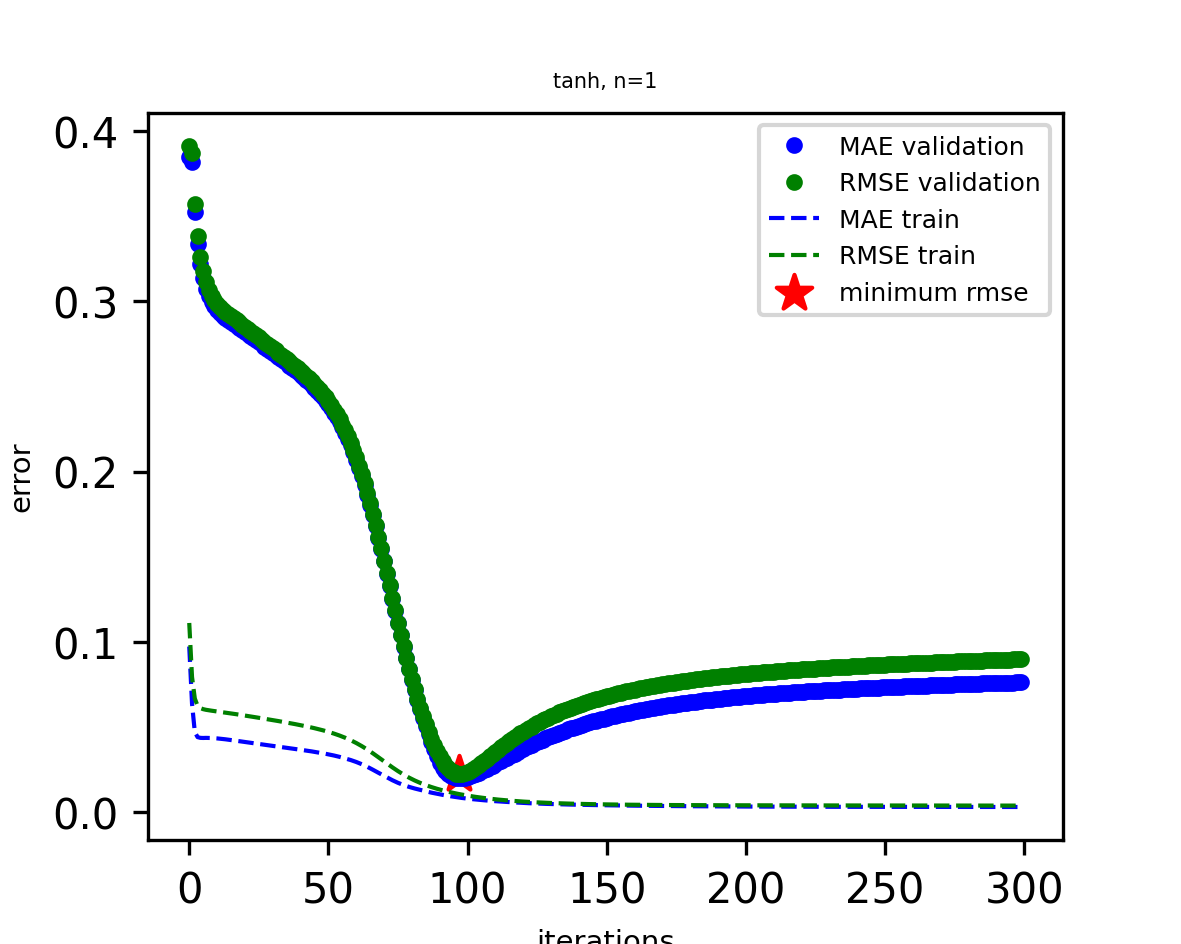 tanh, n=1
0.4
0.3
0.2
0.1
0.0
error
MAE validation
RMSE validation
MAE train
RMSE train
minimum rmse
0 50 100 150 200 250 300
iterations